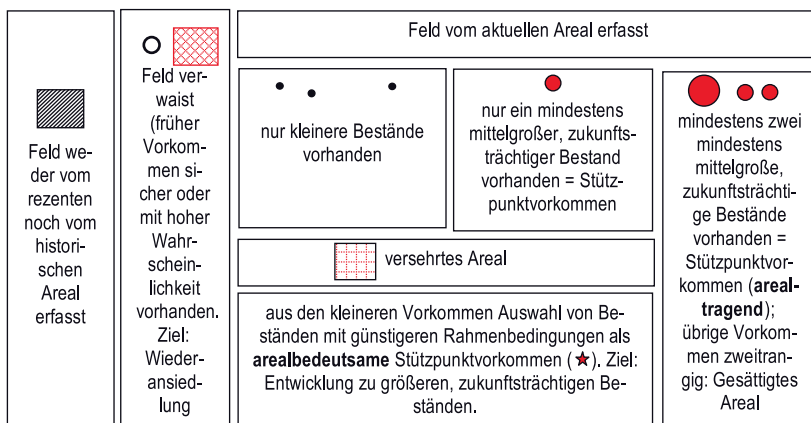 Feld we-
der vom
rezenten
noch vom
histori-
schen
Areal
erfasst
Feld ver-
waist
(früher
Vorkom-
men si-
cher oder
mit hoher
Wahr-
schein-
lichkeit
vorhanden.
Ziel:
Wieder-
ansied-
lung
Feld vom aktuellen Areal erfasst
nur kleinere Bestände
vorhanden
nur ein mindestens
mittelgroßer, zukunfts-
trächtiger Bestand
vorhanden = Stütz-
punktvorkommen
mindestens zwei
mindestens
mittelgroße,
zukunftsträchti-
ge Bestände
vorhanden =
Stützpunktvor-
kommen (areal-
tragend);
übrige Vorkom-
men zweitran-
gig: Gesättigtes
Areal
versehrtes Areal
aus den kleineren Vorkommen Auswahl von Be-
ständen mit günstigeren Rahmenbedingungen als
arealbedeutsame Stützpunktvorkommen (★). Ziel:
Entwicklung zu größeren, zukunftsträchtigen Be-
ständen.